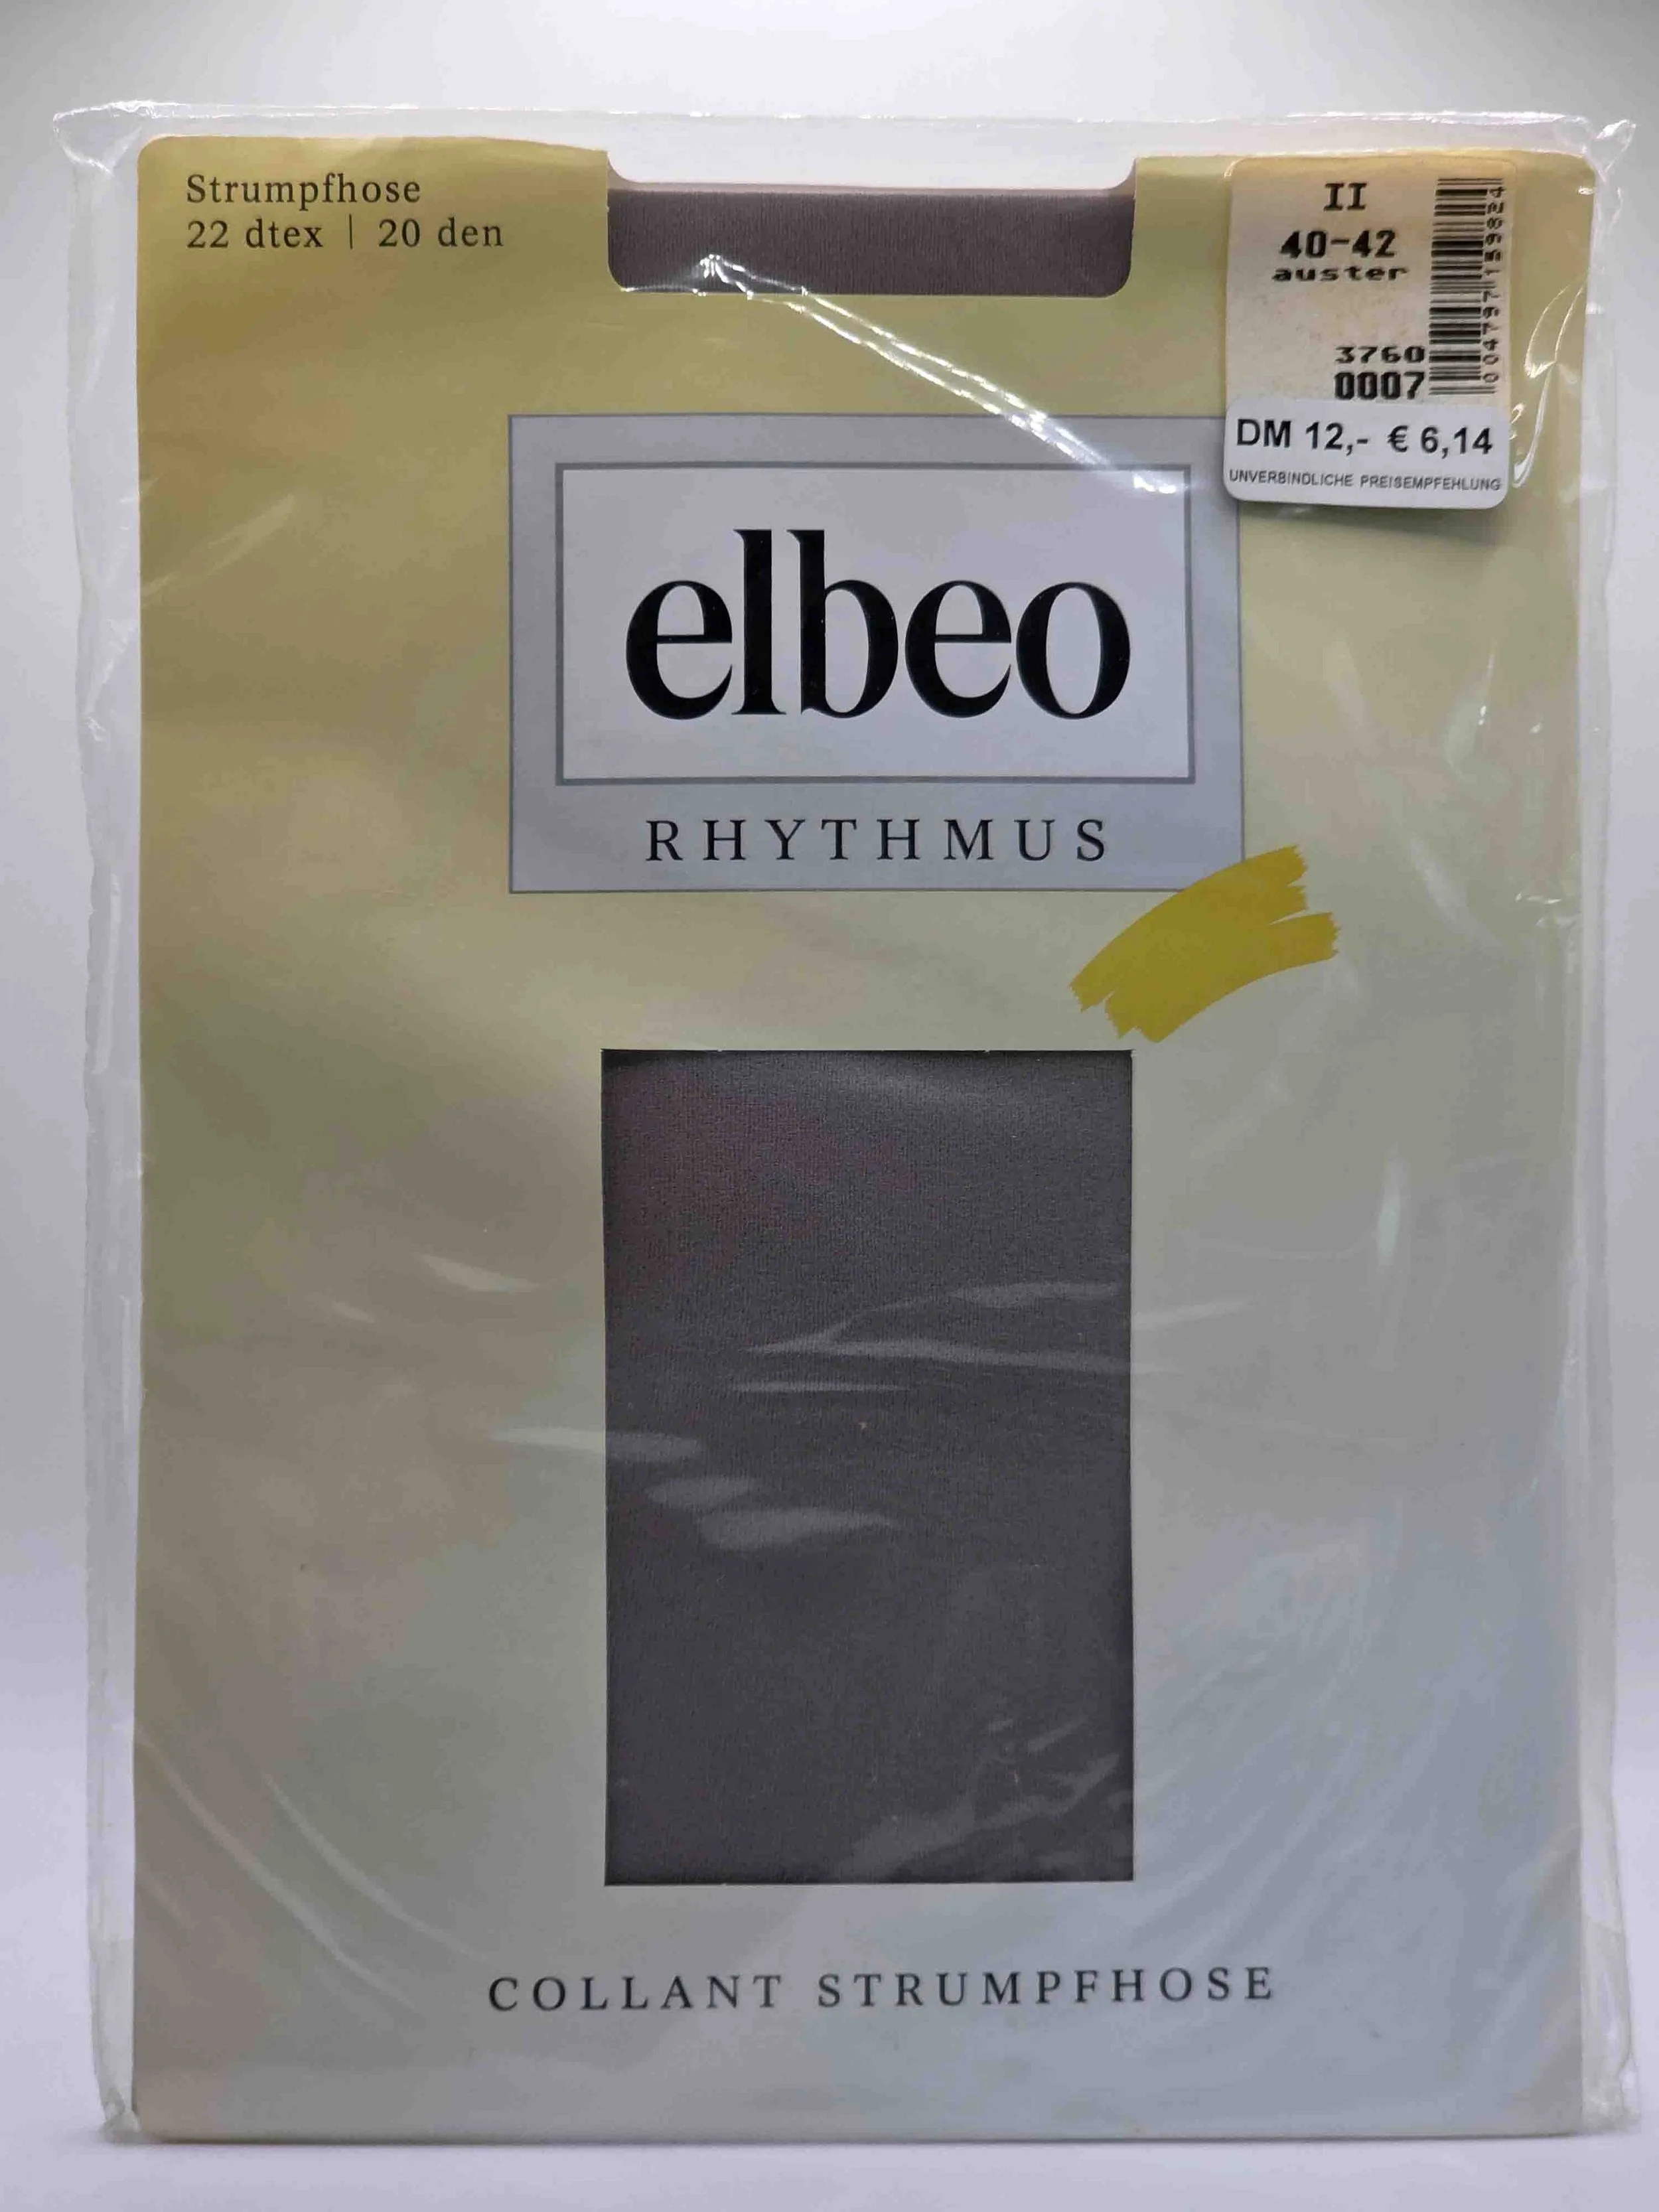 Strumpfhose
22 dtex | 20 den
II
40-42
auster
3760
0007
0047971159824
DM 12,- € 6,14
UNVERBINDLICHE PREISEMPFEHLUNG
elbeo
RHYTHMUS
COLLANT STRUMPFHOSE